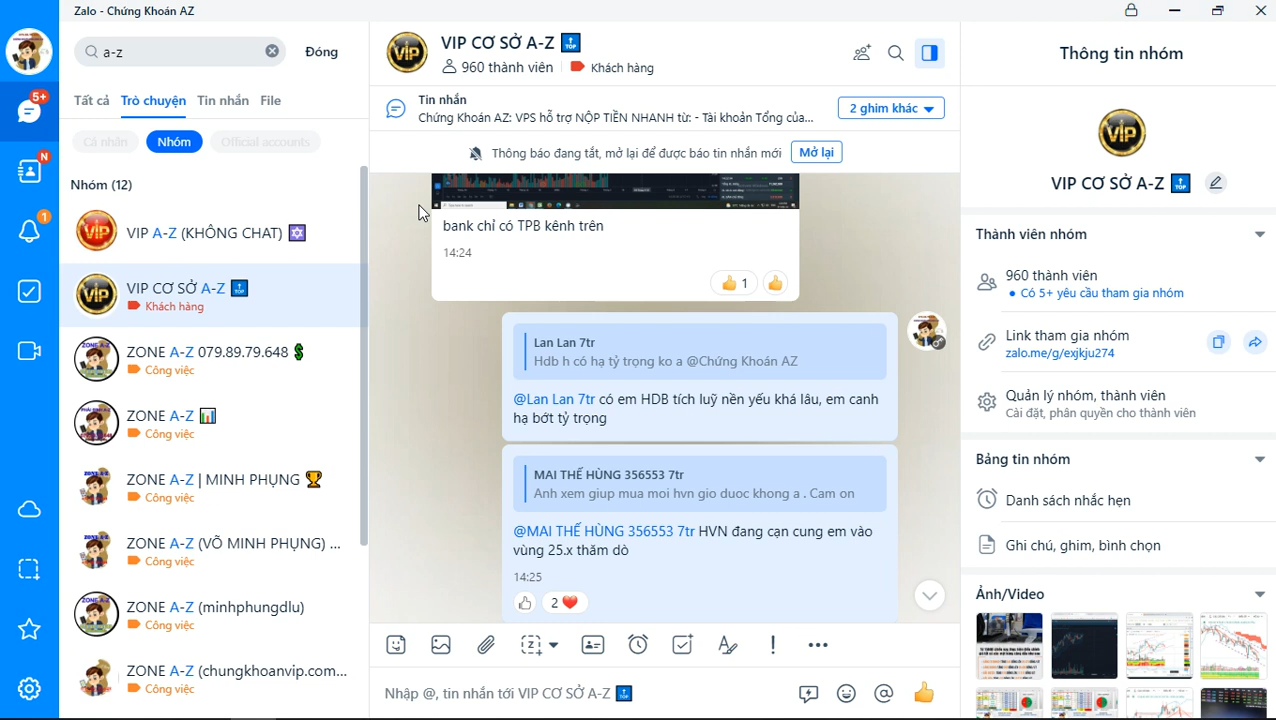 Zalo - Chứng Khoán AZ
5+
N
1
a-z
Đóng
Tất cả Trò chuyện Tin nhắn File
Cá nhân Nhóm Official accounts
Nhóm (12)
VIP A-Z (KHÔNG CHAT)
VIP CƠ SỞ A-Z
Khách hàng
ZONE A-Z 079.89.79.648
Công việc
ZONE A-Z
Công việc
ZONE A-Z | MINH PHỤNG
Công việc
ZONE A-Z (VÕ MINH PHỤNG) ...
Công việc
ZONE A-Z (minhphungdlu)
Công việc
ZONE A-Z (chungkhoanvip.com...
Công việc
VIP
VIP CƠ SỞ A-Z
960 thành viên Khách hàng
Tin nhắn
Chứng Khoán AZ: VPS hỗ trợ NỘP TIỀN NHANH từ: - Tài khoản Tổng của...
2 ghim khác
Thông báo đang tắt, mở lại để được báo tin nhắn mới Mở lại
bank chỉ có TPB kênh trên
14:24
1
Lan Lan 7tr
Hdb h có hạ tỷ trọng ko a @Chứng Khoán AZ
@Lan Lan 7tr có em HDB tích luỹ nền yếu khá lâu, em canh
hạ bớt tỷ trọng
MAI THẾ HÙNG 356553 7tr
Anh xem giup mua moi hvn gio duoc khong a . Cam on
@MAI THẾ HÙNG 356553 7tr HVN đang cạn cung em vào
vùng 25.x thăm dò
14:25
2
Nhập @, tin nhắn tới VIP CƠ SỞ A-Z
Thông tin nhóm
VIP
VIP CƠ SỞ A-Z
Thành viên nhóm
960 thành viên
Có 5+ yêu cầu tham gia nhóm
Link tham gia nhóm
zalo.me/g/exjkju274
Quản lý nhóm, thành viên
Cài đặt, phân quyền cho thành viên
Bảng tin nhóm
Danh sách nhắc hẹn
Ghi chú, ghim, bình chọn
Ảnh/Video